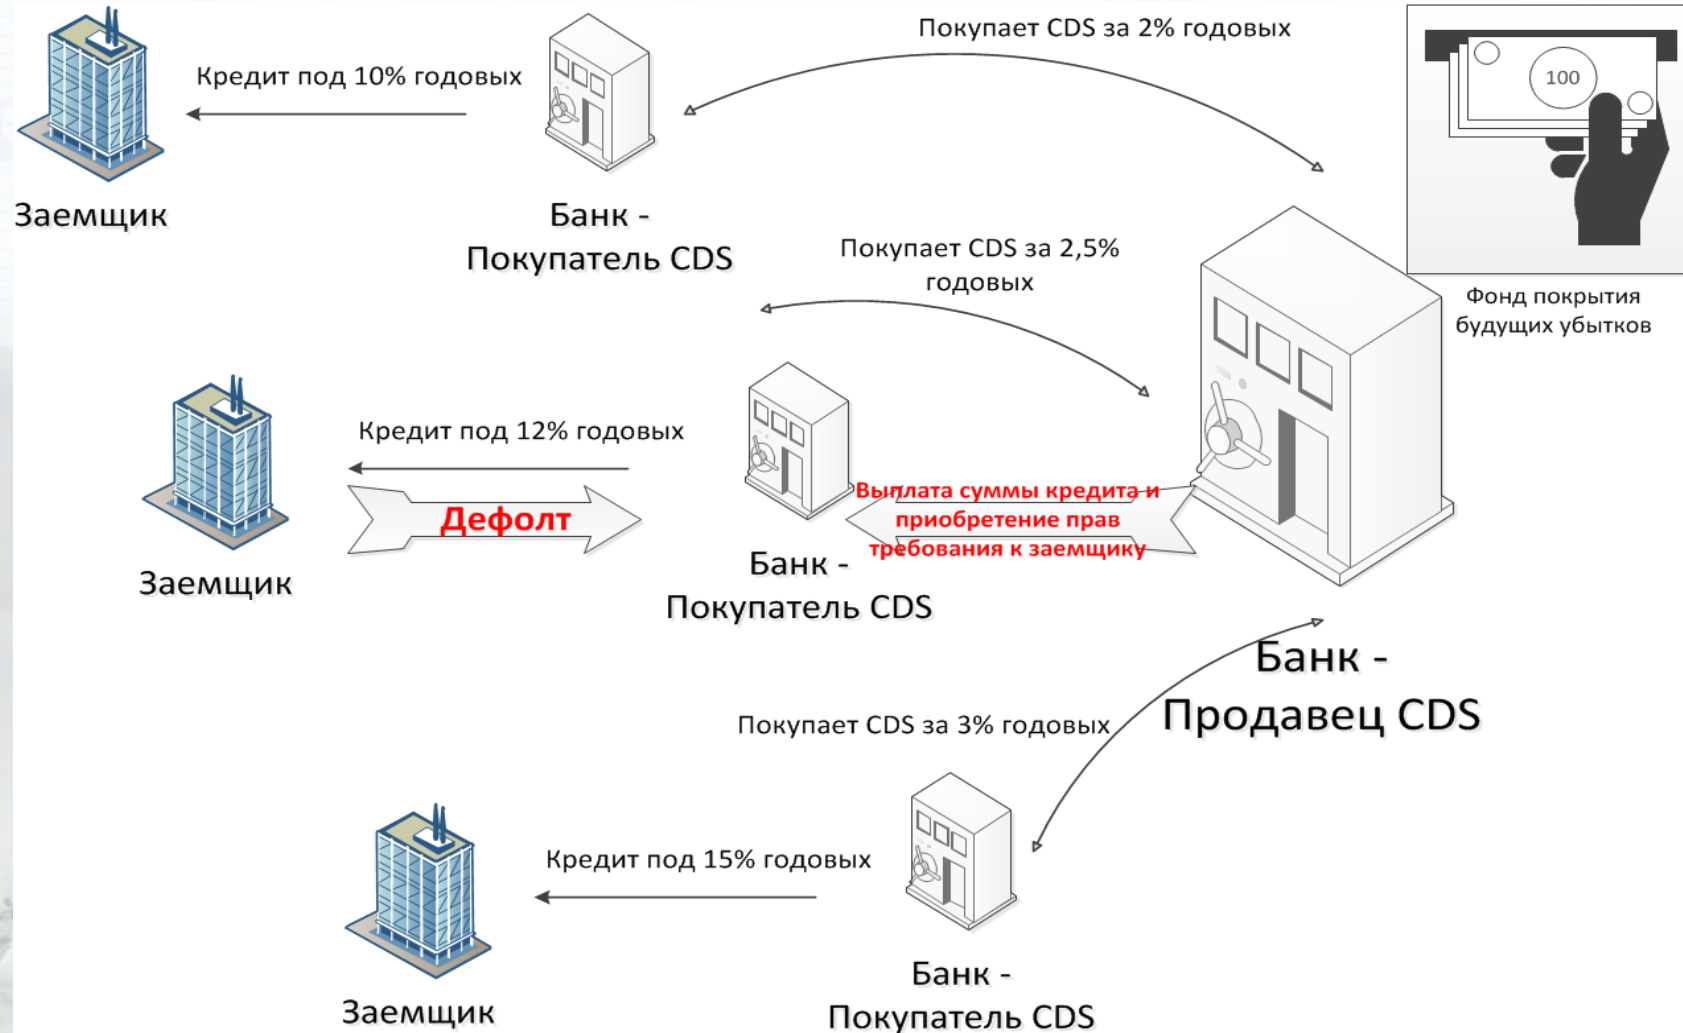 Покупает CDS за 2% годовых
100
Кредит под 10% годовых
Заемщик
Банк -
Покупатель CDS
Покупает CDS за 2,5%
годовых
Фонд покрытия
будущих убытков
Кредит под 12% годовых
Дефолт
Выплата суммы кредита и
приобретение прав
требования к заемщику
Заемщик
Банк -
Покупатель CDS
Банк -
Продавец CDS
Покупает CDS за 3% годовых
Кредит под 15% годовых
Заемщик
Банк -
Покупатель CDS